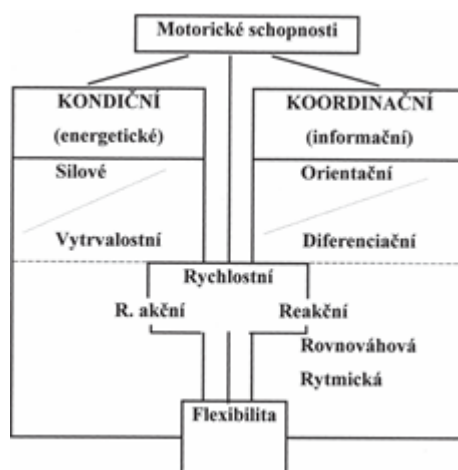 Motorické schopnosti
KONDIČNÍ
(energetické)
KOORDINAČNÍ
(informační)
Silové
Orientační
Vytrvalostní
Diferenciační
Rychlostní
R. akční
Reakční
Rovnováhová
Rytmická
Flexibilita